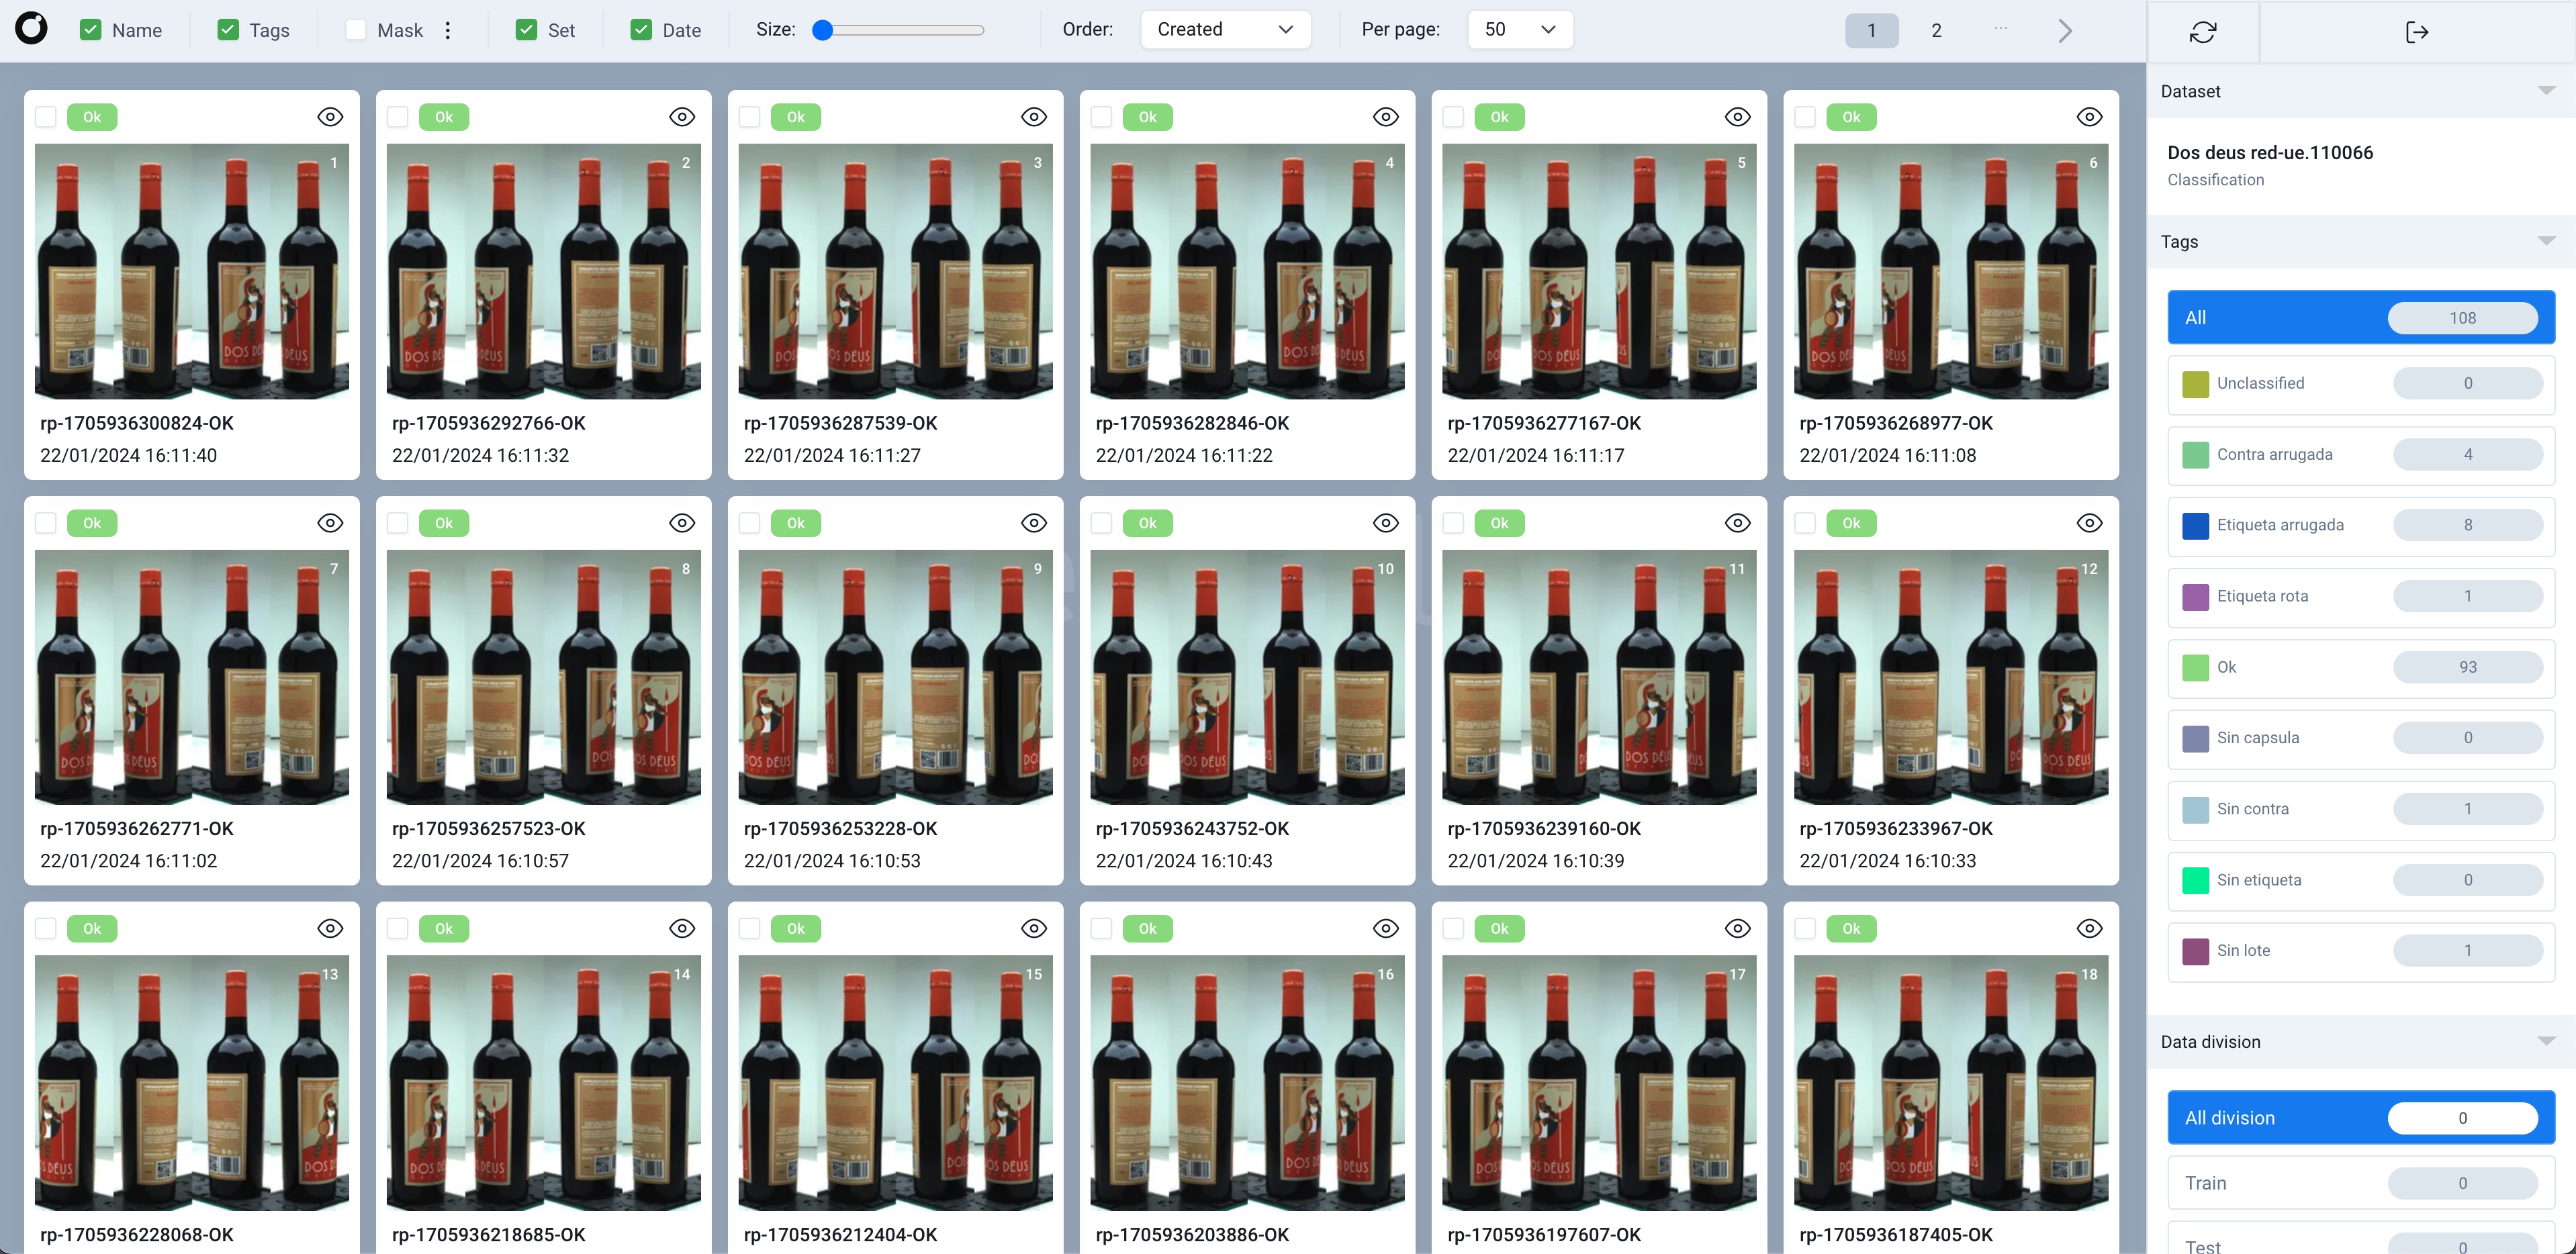 Name Tags Mask Set Date Size: Order: Created Per page: 50 1 2 ...
Ok Ok Ok Ok Ok Ok
1 2 3 4 5 6
DOS DEUS
rp-1705936300824-OK rp-1705936292766-OK rp-1705936287539-OK rp-1705936282846-OK rp-1705936277167-OK rp-1705936268977-OK
22/01/2024 16:11:40 22/01/2024 16:11:32 22/01/2024 16:11:27 22/01/2024 16:11:22 22/01/2024 16:11:17 22/01/2024 16:11:08
Ok Ok Ok Ok Ok Ok
7 8 9 10 11 12
rp-1705936262771-OK rp-1705936257523-OK rp-1705936253228-OK rp-1705936243752-OK rp-1705936239160-OK rp-1705936233967-OK
22/01/2024 16:11:02 22/01/2024 16:10:57 22/01/2024 16:10:53 22/01/2024 16:10:43 22/01/2024 16:10:39 22/01/2024 16:10:33
Ok Ok Ok Ok Ok Ok
13 14 15 16 17 18
rp-1705936228068-OK rp-1705936218685-OK rp-1705936212404-OK rp-1705936203886-OK rp-1705936197607-OK rp-1705936187405-OK
Dataset
Dos deus red-ue.110066
Classification
Tags
All 108
Unclassified 0
Contra arrugada 4
Etiqueta arrugada 8
Etiqueta rota 1
Ok 93
Sin capsula 0
Sin contra 1
Sin etiqueta 0
Sin lote 1
Data division
All division 0
Train 0
Test 0